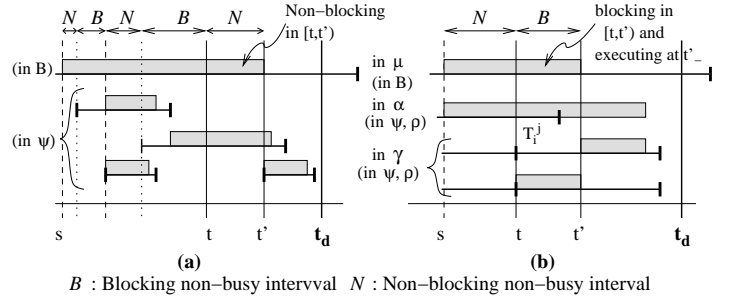 N B N B N Non−blocking
in [t,t')
(in B)
(in ψ)
s t t' t_d
(a)
N B blocking in
[t,t') and
executing at t'_−
in μ
(in B)
in α
(in ψ, ρ)
T_i^j
in γ
(in ψ, ρ)
s t t' t_d
(b)
B : Blocking non−busy intervval N : Non−blocking non−busy interval